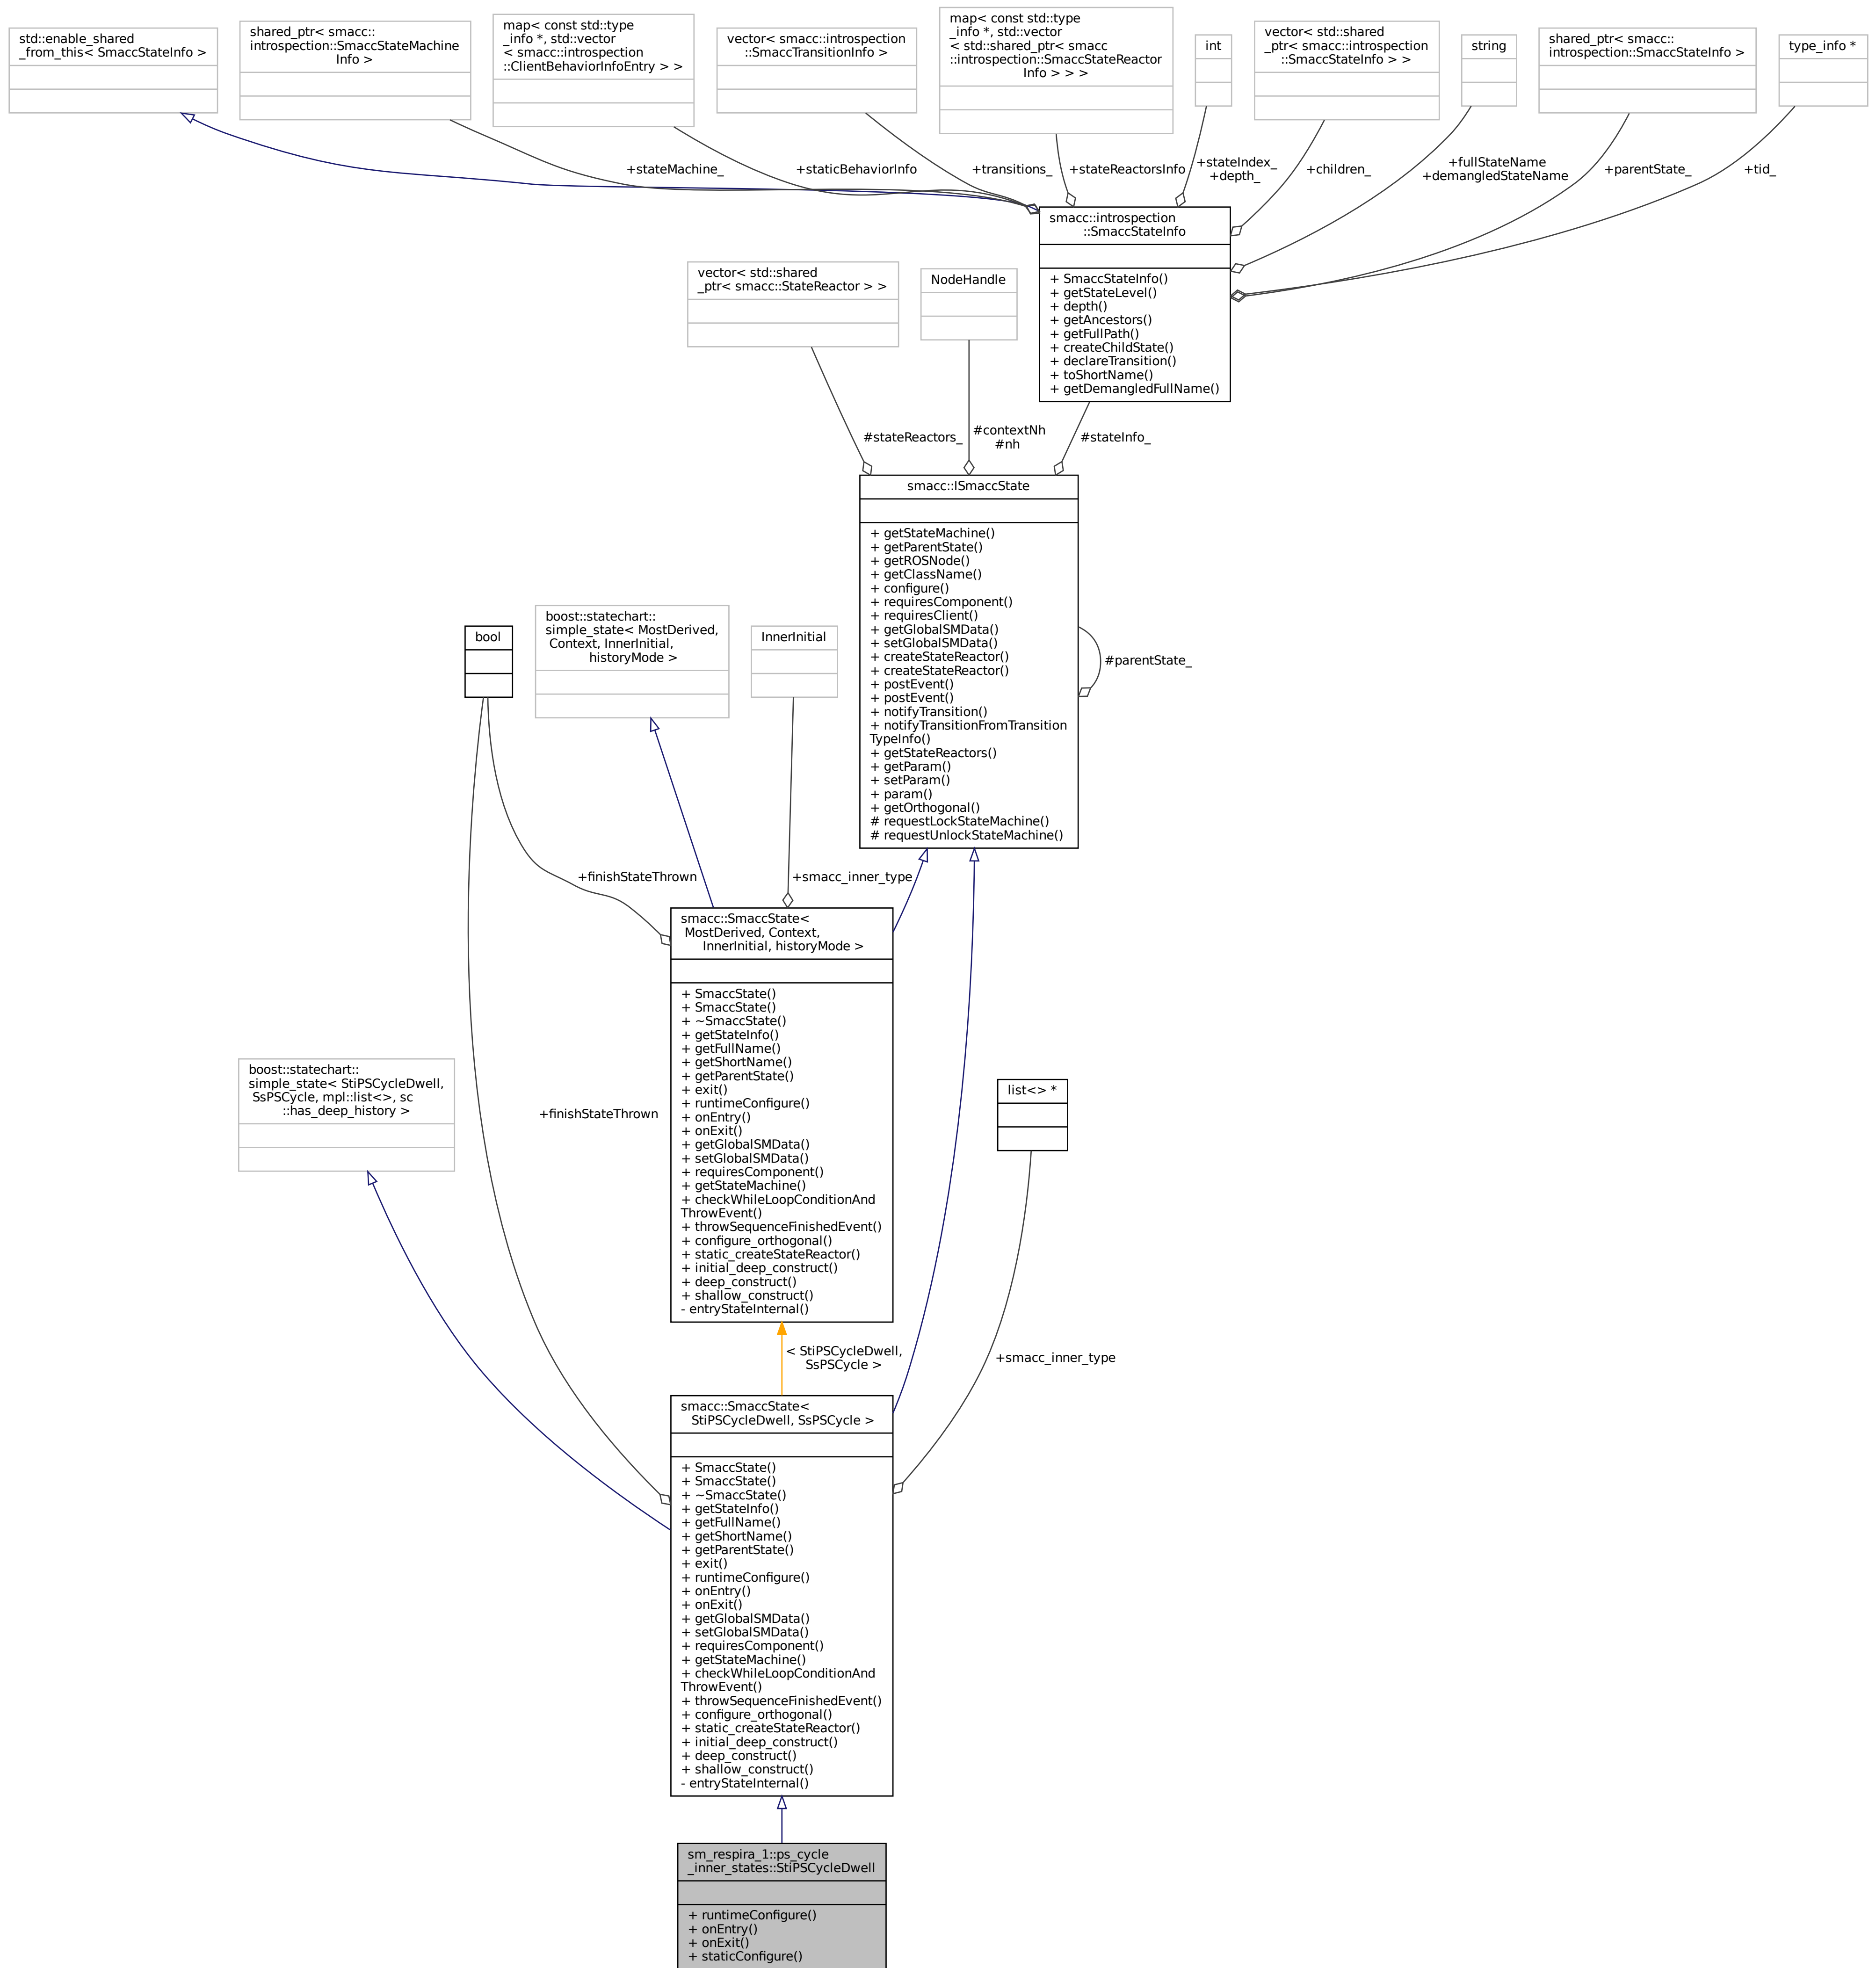 std::enable_shared
_from_this< SmaccStateInfo >
shared_ptr< smacc::
introspection::SmaccStateMachine
Info >
map< const std::type
_info *, std::vector
< smacc::introspection
::ClientBehaviorInfoEntry > >
vector< smacc::introspection
::SmaccTransitionInfo >
map< const std::type
_info *, std::vector
< std::shared_ptr< smacc
::introspection::SmaccStateReactor
Info > > >
int
vector< std::shared
_ptr< smacc::introspection
::SmaccStateInfo > >
string
shared_ptr< smacc::
introspection::SmaccStateInfo >
type_info *
+stateMachine_
+staticBehaviorInfo
+transitions_
+stateReactorsInfo
+stateIndex_
+depth_
+children_
+fullStateName
+demangledStateName
+parentState_
+tid_
smacc::introspection
::SmaccStateInfo
+ SmaccStateInfo()
+ getStateLevel()
+ depth()
+ getAncestors()
+ getFullPath()
+ createChildState()
+ declareTransition()
+ toShortName()
+ getDemangledFullName()
vector< std::shared
_ptr< smacc::StateReactor > >
NodeHandle
#stateReactors_
#contextNh
#nh
#stateInfo_
smacc::ISmaccState
+ getStateMachine()
+ getParentState()
+ getROSNode()
+ getClassName()
+ configure()
+ requiresComponent()
+ requiresClient()
+ getGlobalSMData()
+ setGlobalSMData()
+ createStateReactor()
+ createStateReactor()
+ postEvent()
+ postEvent()
+ notifyTransition()
+ notifyTransitionFromTransition
TypeInfo()
+ getStateReactors()
+ getParam()
+ setParam()
+ param()
+ getOrthogonal()
# requestLockStateMachine()
# requestUnlockStateMachine()
#parentState_
bool
boost::statechart::
simple_state< MostDerived,
Context, InnerInitial,
historyMode >
InnerInitial
+finishStateThrown
+smacc_inner_type
smacc::SmaccState<
MostDerived, Context,
InnerInitial, historyMode >
+ SmaccState()
+ SmaccState()
+ ~SmaccState()
+ getStateInfo()
+ getFullName()
+ getShortName()
+ getParentState()
+ exit()
+ runtimeConfigure()
+ onEntry()
+ onExit()
+ getGlobalSMData()
+ setGlobalSMData()
+ requiresComponent()
+ getStateMachine()
+ checkWhileLoopConditionAnd
ThrowEvent()
+ throwSequenceFinishedEvent()
+ configure_orthogonal()
+ static_createStateReactor()
+ initial_deep_construct()
+ deep_construct()
+ shallow_construct()
- entryStateInternal()
boost::statechart::
simple_state< StiPSCycleDwell,
SsPSCycle, mpl::list<>, sc
::has_deep_history >
+finishStateThrown
list<> *
< StiPSCycleDwell,
SsPSCycle >
+smacc_inner_type
smacc::SmaccState<
StiPSCycleDwell, SsPSCycle >
+ SmaccState()
+ SmaccState()
+ ~SmaccState()
+ getStateInfo()
+ getFullName()
+ getShortName()
+ getParentState()
+ exit()
+ runtimeConfigure()
+ onEntry()
+ onExit()
+ getGlobalSMData()
+ setGlobalSMData()
+ requiresComponent()
+ getStateMachine()
+ checkWhileLoopConditionAnd
ThrowEvent()
+ throwSequenceFinishedEvent()
+ configure_orthogonal()
+ static_createStateReactor()
+ initial_deep_construct()
+ deep_construct()
+ shallow_construct()
- entryStateInternal()
sm_respira_1::ps_cycle
_inner_states::StiPSCycleDwell
+ runtimeConfigure()
+ onEntry()
+ onExit()
+ staticConfigure()